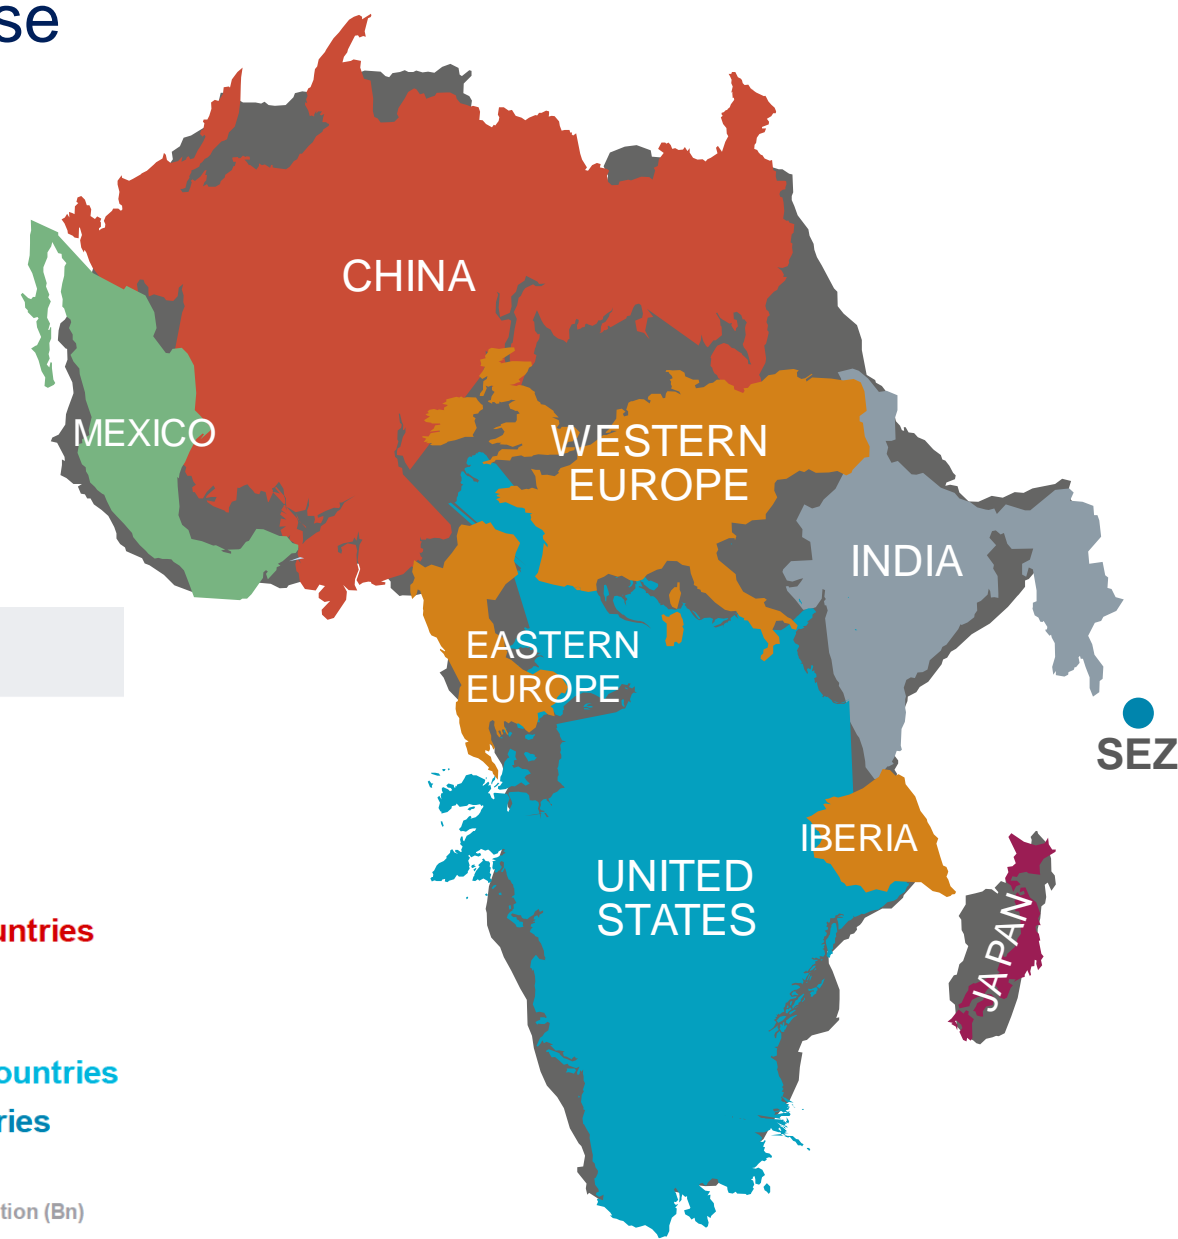 se
CHINA
MEXICO
WESTERN
EUROPE
INDIA
EASTERN
EUROPE
SEZ
IBERIA
UNITED
STATES
JAPAN
untries
ountries
ries
tion (Bn)